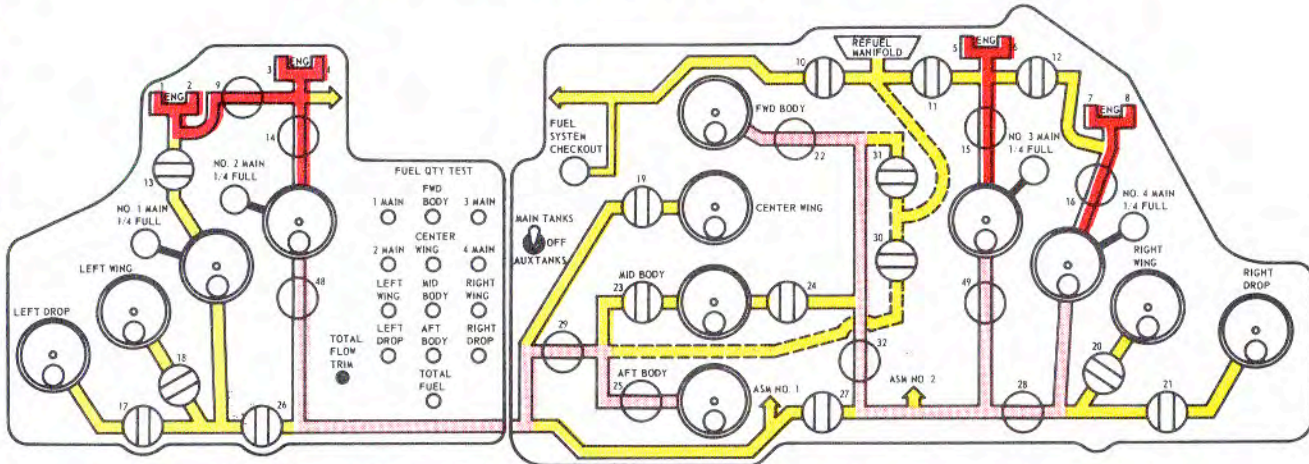 ENG
1
2
9
3
ENG
4
14
13
NO. 2 MAIN
1/4 FULL
NO. 1 MAIN
1/4 FULL
LEFT WING
LEFT DROP
48
18
17
26
TOTAL
FLOW
TRIM
FUEL QTY TEST
1 MAIN
FWD
BODY
3 MAIN
2 MAIN
CENTER
WING
4 MAIN
LEFT
WING
MID
BODY
RIGHT
WING
LEFT
DROP
AFT
BODY
RIGHT
DROP
TOTAL
FUEL
MAIN TANKS
OFF
AUX TANKS
FUEL
SYSTEM
CHECKOUT
10
REFUEL
MANIFOLD
11
5
ENG
6
12
7
ENG
8
FWD BODY
22
31
15
NO. 3 MAIN
1/4 FULL
16
NO. 4 MAIN
1/4 FULL
19
CENTER WING
30
RIGHT
WING
RIGHT
DROP
MID BODY
23
24
49
29
32
20
AFT BODY
25
ASM NO. 1
27
ASM NO. 2
28
21